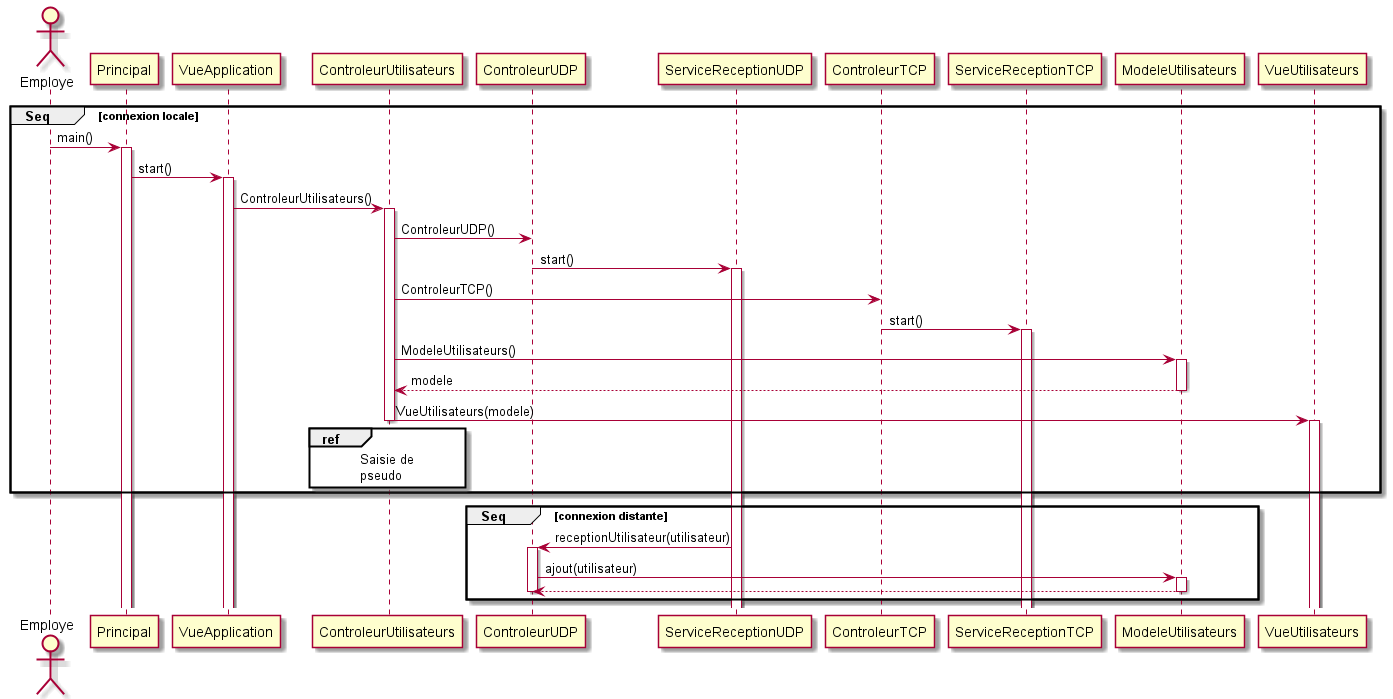 Employe
Principal
VueApplication
ControleurUtilisateurs
ControleurUDP
ServiceReceptionUDP
ControleurTCP
ServiceReceptionTCP
ModeleUtilisateurs
VueUtilisateurs
Seq
[connexion locale]
main()
start()
ControleurUtilisateurs()
ControleurUDP()
start()
ControleurTCP()
start()
ModeleUtilisateurs()
modele
VueUtilisateurs(modele)
ref
Saisie de
pseudo
Seq
[connexion distante]
receptionUtilisateur(utilisateur)
ajout(utilisateur)
Employe
Principal
VueApplication
ControleurUtilisateurs
ControleurUDP
ServiceReceptionUDP
ControleurTCP
ServiceReceptionTCP
ModeleUtilisateurs
VueUtilisateurs